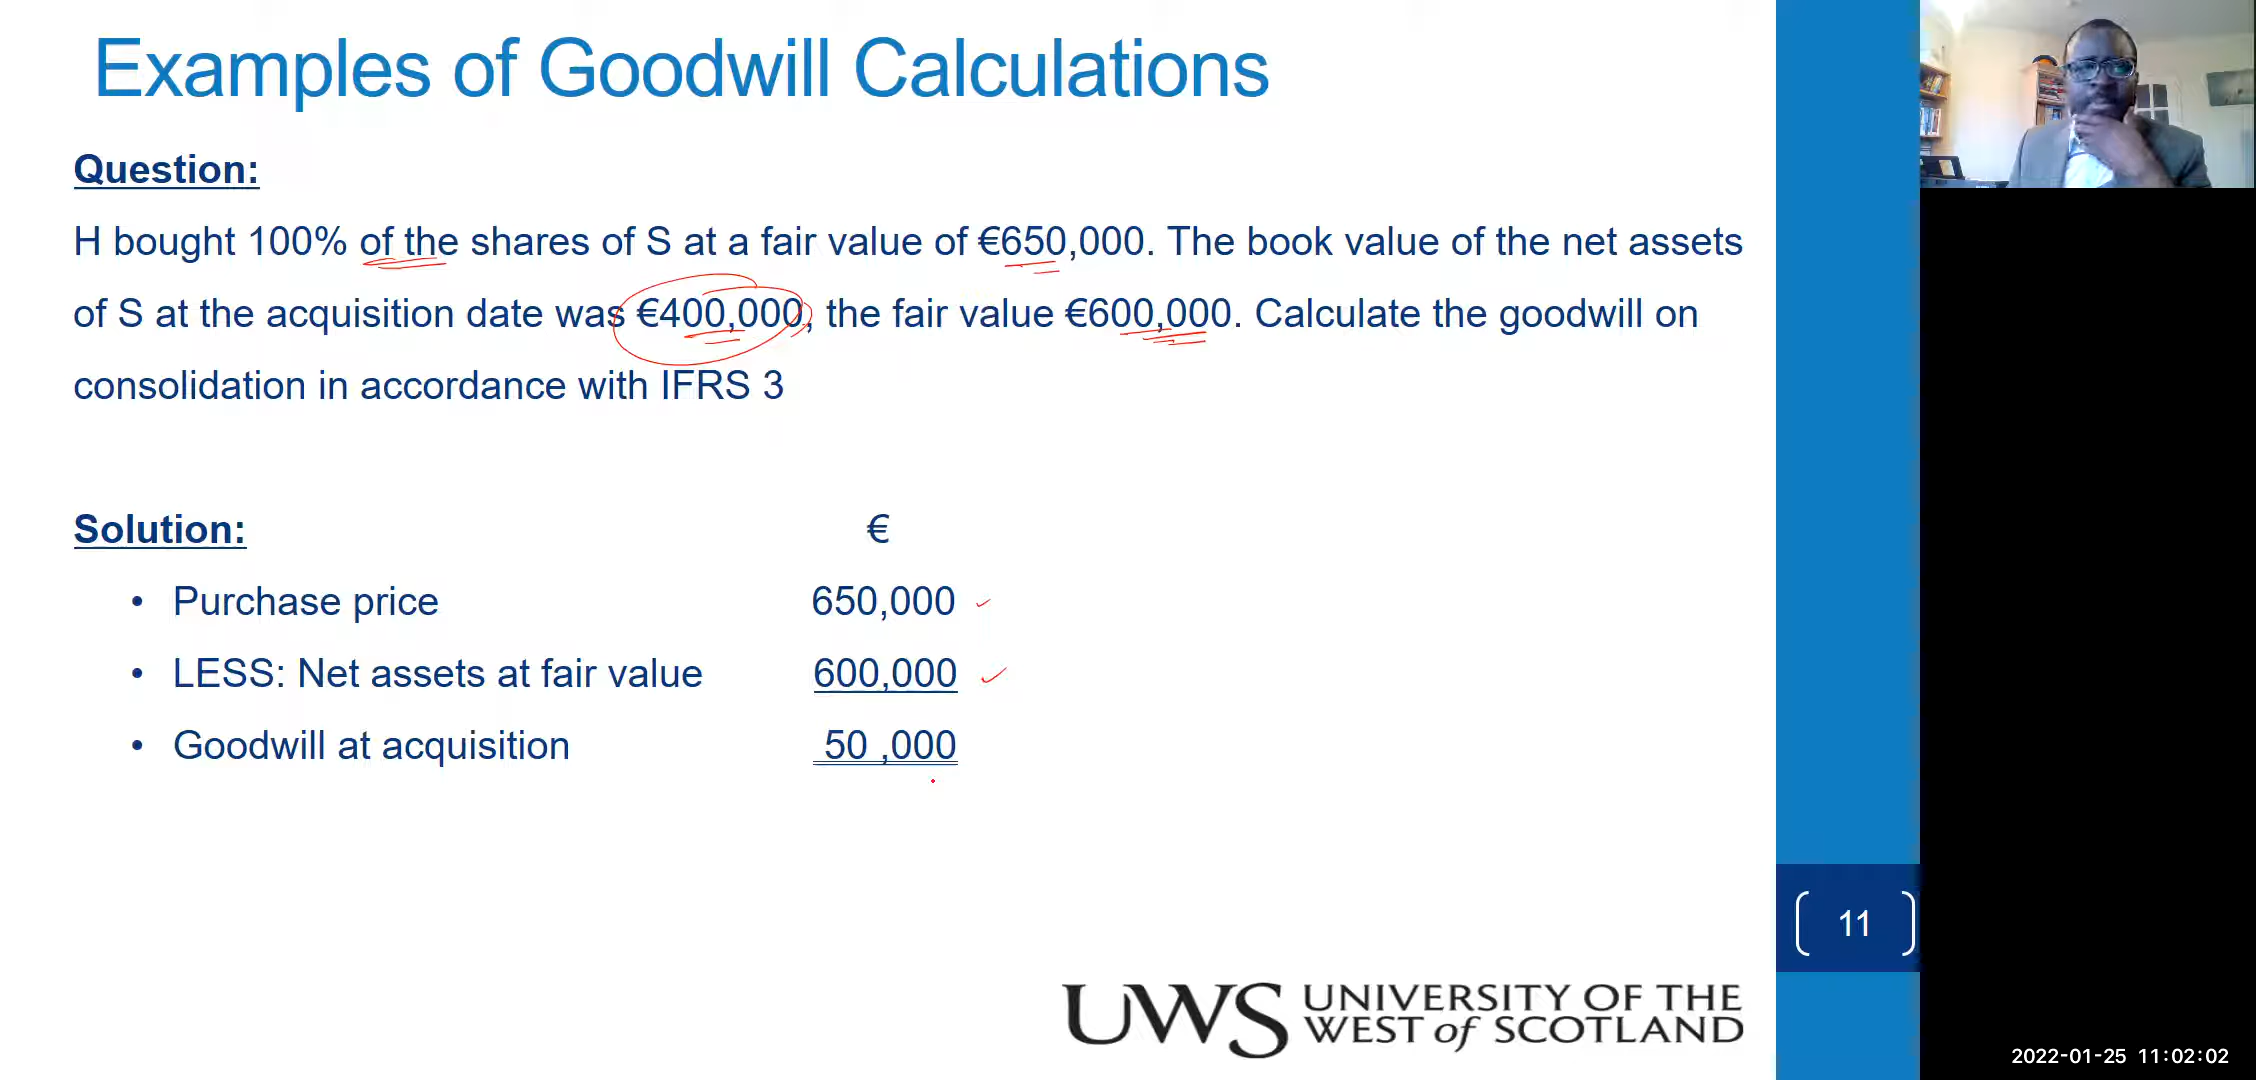 Examples of Goodwill Calculations
Question:
H bought 100% of the shares of S at a fair value of €650,000. The book value of the net assets
of S at the acquisition date was €400,000, the fair value €600,000. Calculate the goodwill on
consolidation in accordance with IFRS 3
Solution: €
• Purchase price 650,000
• LESS: Net assets at fair value 600,000
• Goodwill at acquisition 50 ,000
11
UWS UNIVERSITY OF THE
WEST of SCOTLAND
2022-01-25 11:02:02